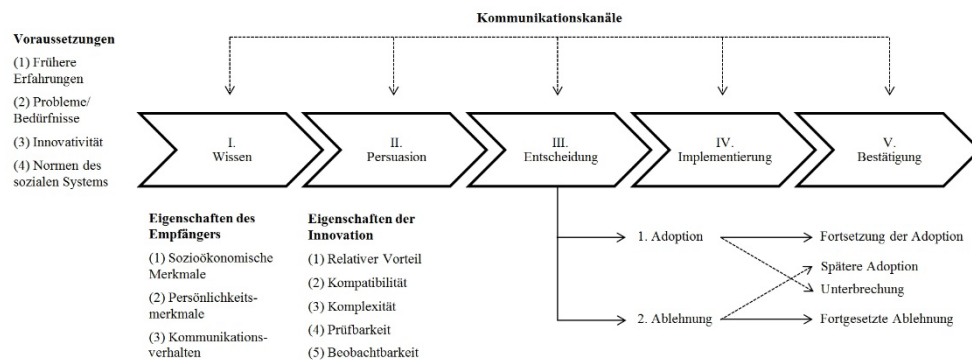 Kommunikationskanäle
Voraussetzungen
(1) Frühere
Erfahrungen
(2) Probleme/
Bedürfnisse
(3) Innovativität
(4) Normen des
sozialen Systems
I.
Wissen
II.
Persuasion
III.
Entscheidung
IV.
Implementierung
V.
Bestätigung
Eigenschaften des
Empfängers
(1) Sozioökonomische
Merkmale
(2) Persönlichkeits-
merkmale
(3) Kommunikations-
verhalten
Eigenschaften der
Innovation
(1) Relativer Vorteil
(2) Kompatibilität
(3) Komplexität
(4) Prüfbarkeit
(5) Beobachtbarkeit
1. Adoption
2. Ablehnung
Fortsetzung der Adoption
Spätere Adoption
Unterbrechung
Fortgesetzte Ablehnung